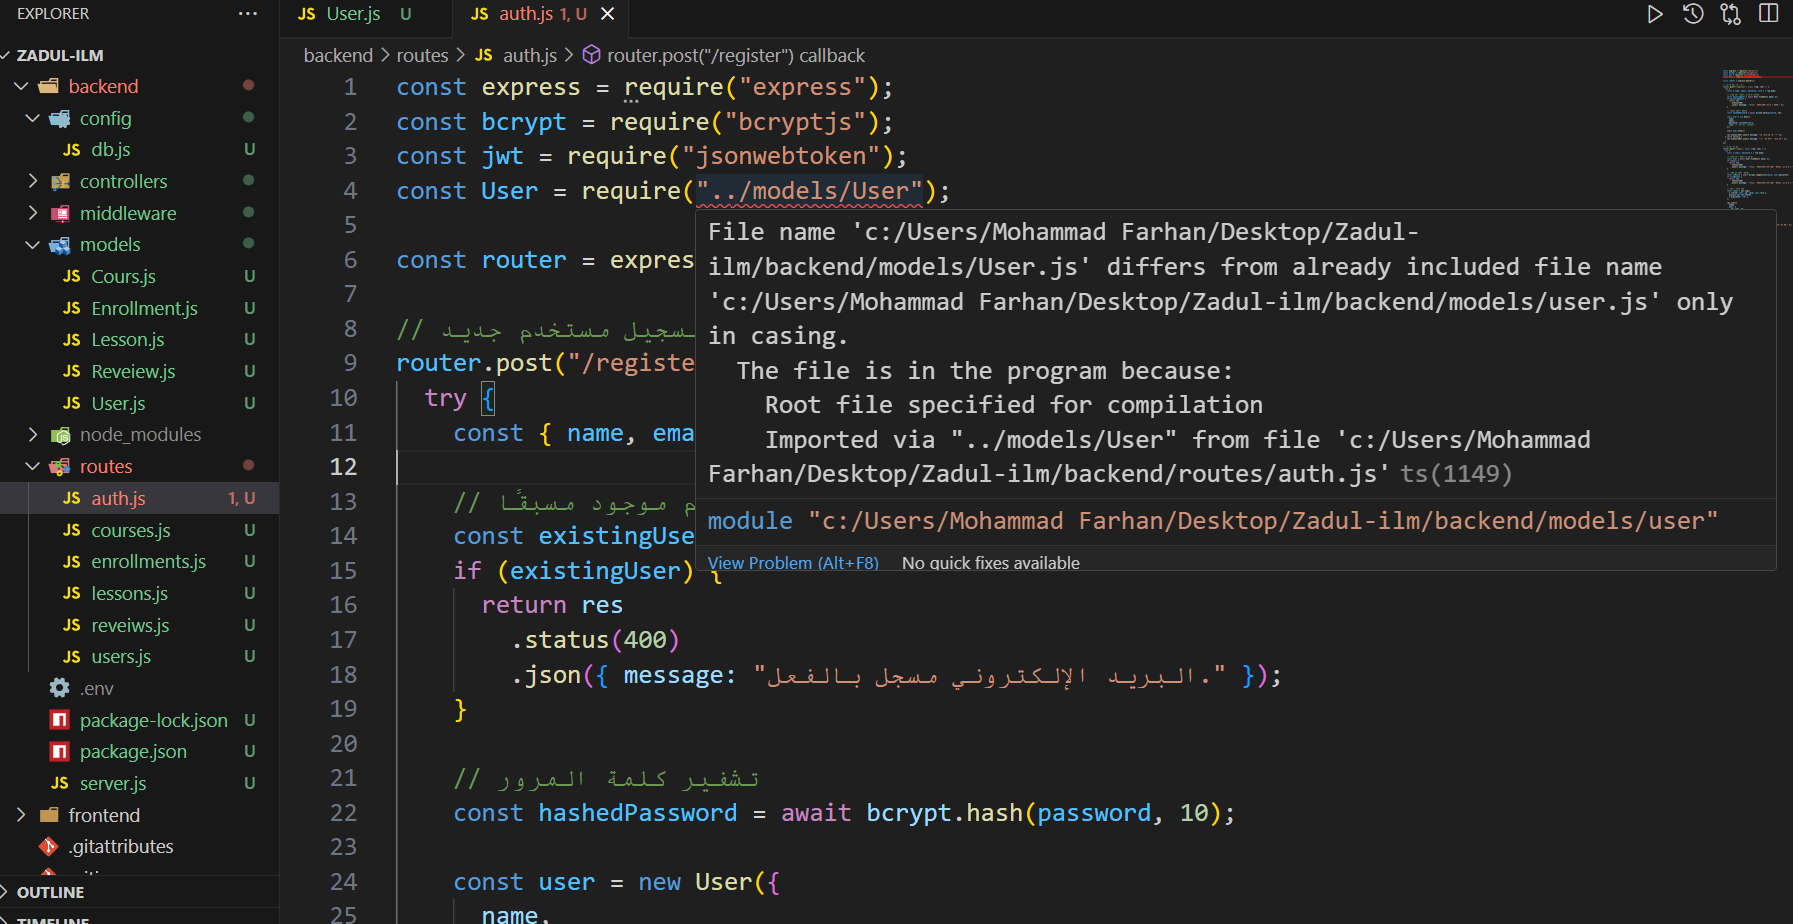 EXPLORER
ZADUL-ILM
backend
config
JS db.js U
controllers
middleware
models
JS Cours.js U
JS Enrollment.js U
JS Lesson.js U
JS Reveiew.js U
JS User.js U
node_modules
routes
JS auth.js 1, U
JS courses.js U
JS enrollments.js U
JS lessons.js U
JS reveiws.js U
JS users.js U
.env
package-lock.json U
package.json U
JS server.js U
frontend
.gitattributes
OUTLINE
TIMELINE
JS User.js U
JS auth.js 1, U
backend > routes > JS auth.js > router.post("/register") callback
1 const express = require("express");
2 const bcrypt = require("bcryptjs");
3 const jwt = require("jsonwebtoken");
4 const User = require("../models/User");
5
6 const router = expres
7
8 // تسجيل مستخدم جديد
9 router.post("/registe
10 try {
11 const { name, ema
12
13 // م موجود مسبقًا
14 const existingUse
15 if (existingUser) {
16 return res
17 .status(400)
18 .json({ message: "البريد الإلكتروني مسجل بالفعل." });
19 }
20
21 // تشفير كلمة المرور
22 const hashedPassword = await bcrypt.hash(password, 10);
23
24 const user = new User({
25 name,
File name 'c:/Users/Mohammad Farhan/Desktop/Zadul-
ilm/backend/models/User.js' differs from already included file name
'c:/Users/Mohammad Farhan/Desktop/Zadul-ilm/backend/models/user.js' only
in casing.
The file is in the program because:
Root file specified for compilation
Imported via "../models/User" from file 'c:/Users/Mohammad
Farhan/Desktop/Zadul-ilm/backend/routes/auth.js' ts(1149)
module "c:/Users/Mohammad Farhan/Desktop/Zadul-ilm/backend/models/user"
View Problem (Alt+F8) No quick fixes available